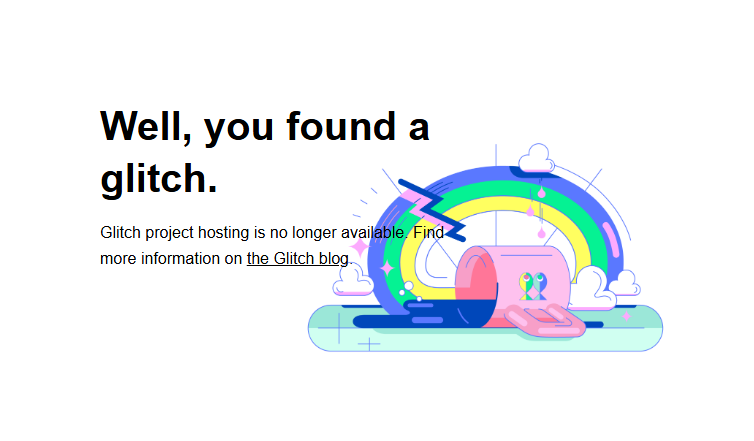 Well, you found a
glitch.
Glitch project hosting is no longer available. Find
more information on the Glitch blog.